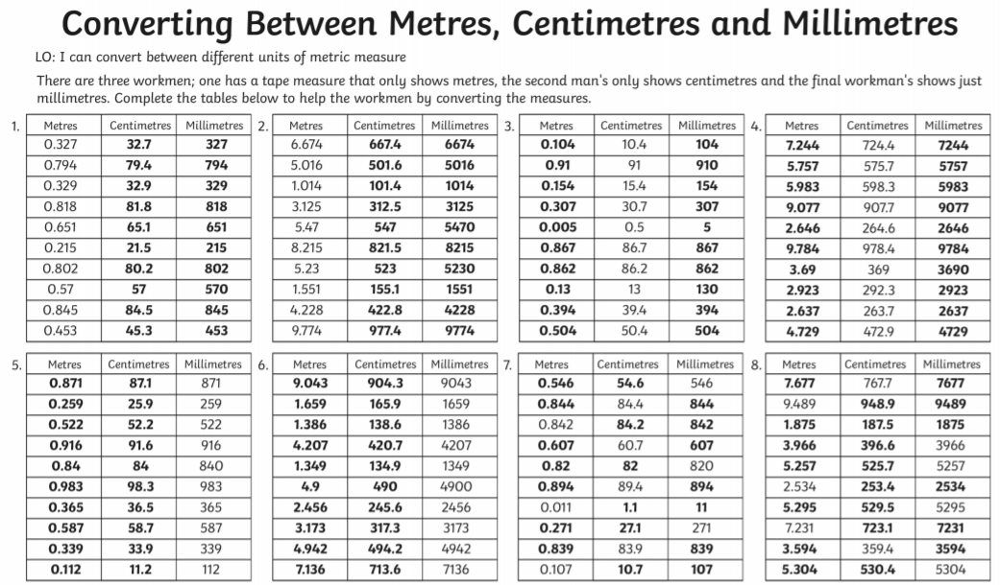 Converting Between Metres, Centimetres and Millimetres
LO: I can convert between different units of metric measure
There are three workmen; one has a tape measure that only shows metres, the second man's only shows centimetres and the final workman's shows just
millimetres. Complete the tables below to help the workmen by converting the measures.
1. Metres Centimetres Millimetres 2. Metres Centimetres Millimetres 3. Metres Centimetres Millimetres 4. Metres Centimetres Millimetres
0.327 32.7 327 6.674 667.4 6674 0.104 10.4 104 7.244 724.4 7244
0.794 79.4 794 5.016 501.6 5016 0.91 91 910 5.757 575.7 5757
0.329 32.9 329 1.014 101.4 1014 0.154 15.4 154 5.983 598.3 5983
0.818 81.8 818 3.125 312.5 3125 0.307 30.7 307 9.077 907.7 9077
0.651 65.1 651 5.47 547 5470 0.005 0.5 5 2.646 264.6 2646
0.215 21.5 215 8.215 821.5 8215 0.867 86.7 867 9.784 978.4 9784
0.802 80.2 802 5.23 523 5230 0.862 86.2 862 3.69 369 3690
0.57 57 570 1.551 155.1 1551 0.13 13 130 2.923 292.3 2923
0.845 84.5 845 4.228 422.8 4228 0.394 39.4 394 2.637 263.7 2637
0.453 45.3 453 9.774 977.4 9774 0.504 50.4 504 4.729 472.9 4729
5. Metres Centimetres Millimetres 6. Metres Centimetres Millimetres 7. Metres Centimetres Millimetres 8. Metres Centimetres Millimetres
0.871 87.1 871 9.043 904.3 9043 0.546 54.6 546 7.677 767.7 7677
0.259 25.9 259 1.659 165.9 1659 0.844 84.4 844 9.489 948.9 9489
0.522 52.2 522 1.386 138.6 1386 0.842 84.2 842 1.875 187.5 1875
0.916 91.6 916 4.207 420.7 4207 0.607 60.7 607 3.966 396.6 3966
0.84 84 840 1.349 134.9 1349 0.82 82 820 5.257 525.7 5257
0.983 98.3 983 4.9 490 4900 0.894 89.4 894 2.534 253.4 2534
0.365 36.5 365 2.456 245.6 2456 0.011 1.1 11 5.295 529.5 5295
0.587 58.7 587 3.173 317.3 3173 0.271 27.1 271 7.231 723.1 7231
0.339 33.9 339 4.942 494.2 4942 0.839 83.9 839 3.594 359.4 3594
0.112 11.2 112 7.136 713.6 7136 0.107 10.7 107 5.304 530.4 5304